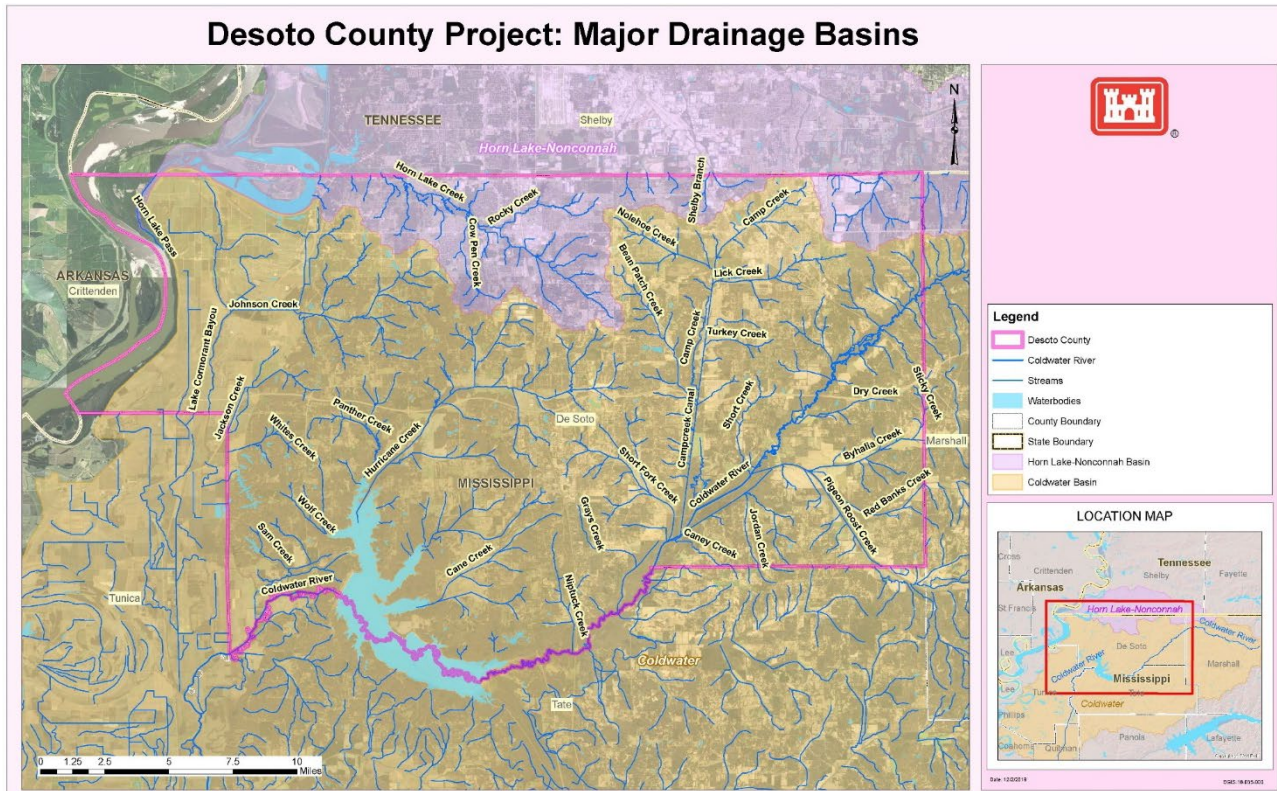 Desoto County Project: Major Drainage Basins
TENNESSEE
Shelby
N
Horn Lake-Nonconnah
Horn Lake Creek
Rocky Creek
Cow Pen Creek
Shelby Branch
Camp Creek
Nolehoe Creek
Bean Patch Creek
Lick Creek
Horn Lake Pass
ARKANSAS
Crittenden
Johnson Creek
Lake Cormorant Bayou
Camp Creek
Turkey Creek
Jackson Creek
Panther Creek
Whites Creek
Hurricane Creek
De Soto
Short Creek
Dry Creek
Sticky Creek
Marshall
Campcreek Canal
Byhalia Creek
Short Fork Creek
MISSISSIPPI
Coldwater River
Pigeon Roost Creek
Red Banks Creek
Wolf Creek
Sam Creek
Grays Creek
Caney Creek
Jordan Creek
Cane Creek
Coldwater River
Niptuck Creek
Tunica
Coldwater
Tate
0 1.25 2.5 5 7.5 10
Miles
®
Legend
Desoto County
Coldwater River
Streams
Waterbodies
County Boundary
State Boundary
Horn Lake-Nonconnah Basin
Coldwater Basin
LOCATION MAP
Cross
Crittenden
Tennessee
Shelby
Fayette
Arkansas
St Francis
Horn Lake-Nonconnah
Coldwater River
Lee
De Soto
Coldwater River
Marshall
Mississippi
Lee
Tunica
Tate
Coldwater
Phillips
Panola
Lafayette
Coahoma
Quitman